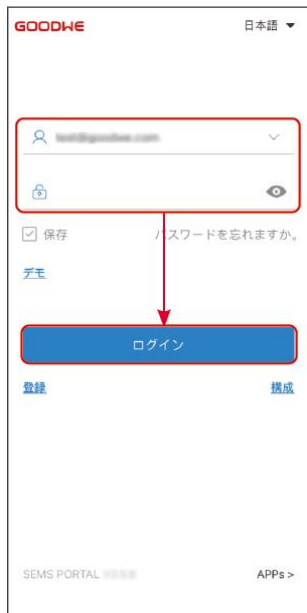 GOODWE 日本語
保存 パスワードを忘れますか。
デモ
ログイン
登録 構成
SEMS PORTAL APPs >